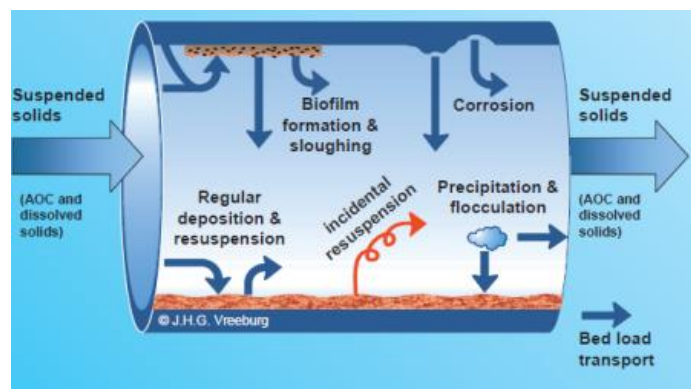 Suspended
solids
(AOC and
dissolved
solids)
Biofilm
formation &
sloughing
Corrosion
Regular
deposition &
resuspension
incidental
resuspension
Precipitation &
flocculation
Suspended
solids
(AOC and
dissolved
solids)
© J.H.G. Vreeburg
Bed load
transport